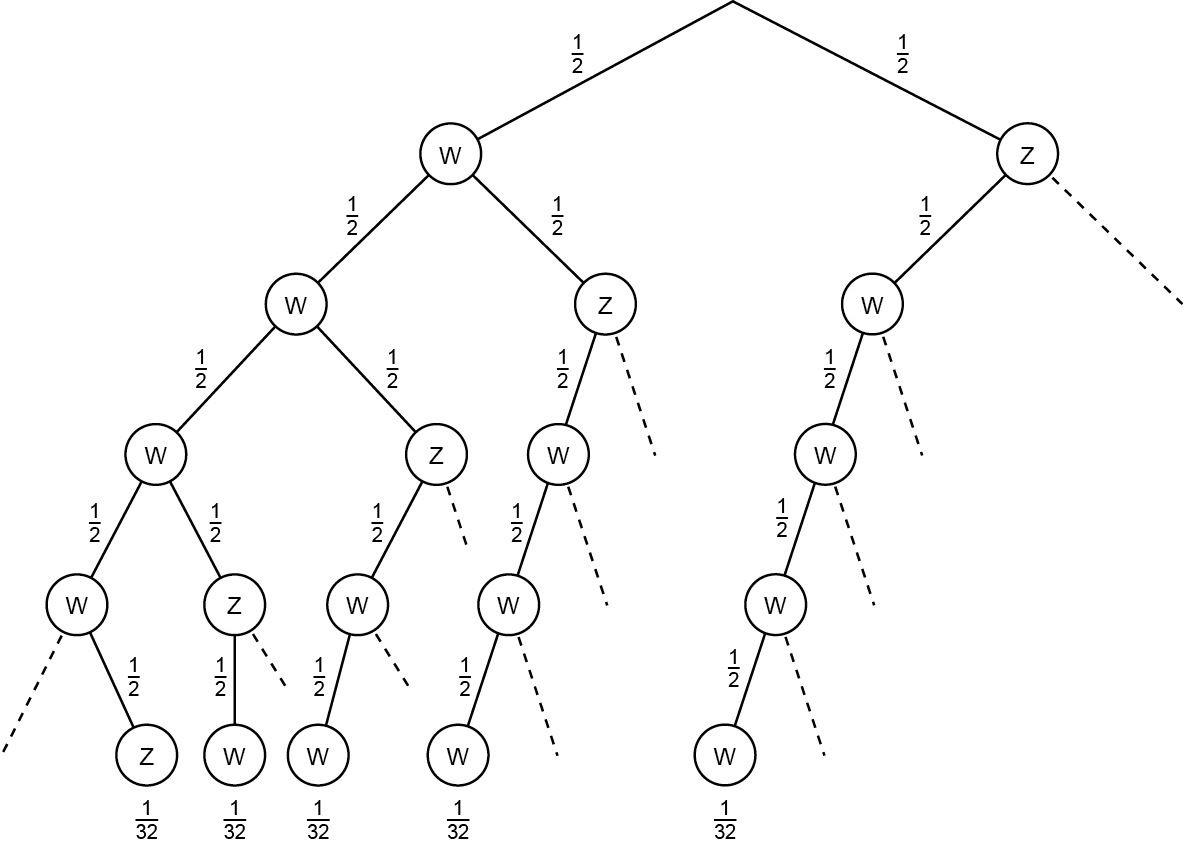 1/2 1/2
W Z
1/2 1/2 1/2
W Z W
1/2 1/2 1/2 1/2
W Z W W
1/2 1/2 1/2 1/2 1/2
W Z W W W
1/2 1/2 1/2 1/2 1/2
Z W W W W
1/32 1/32 1/32 1/32 1/32